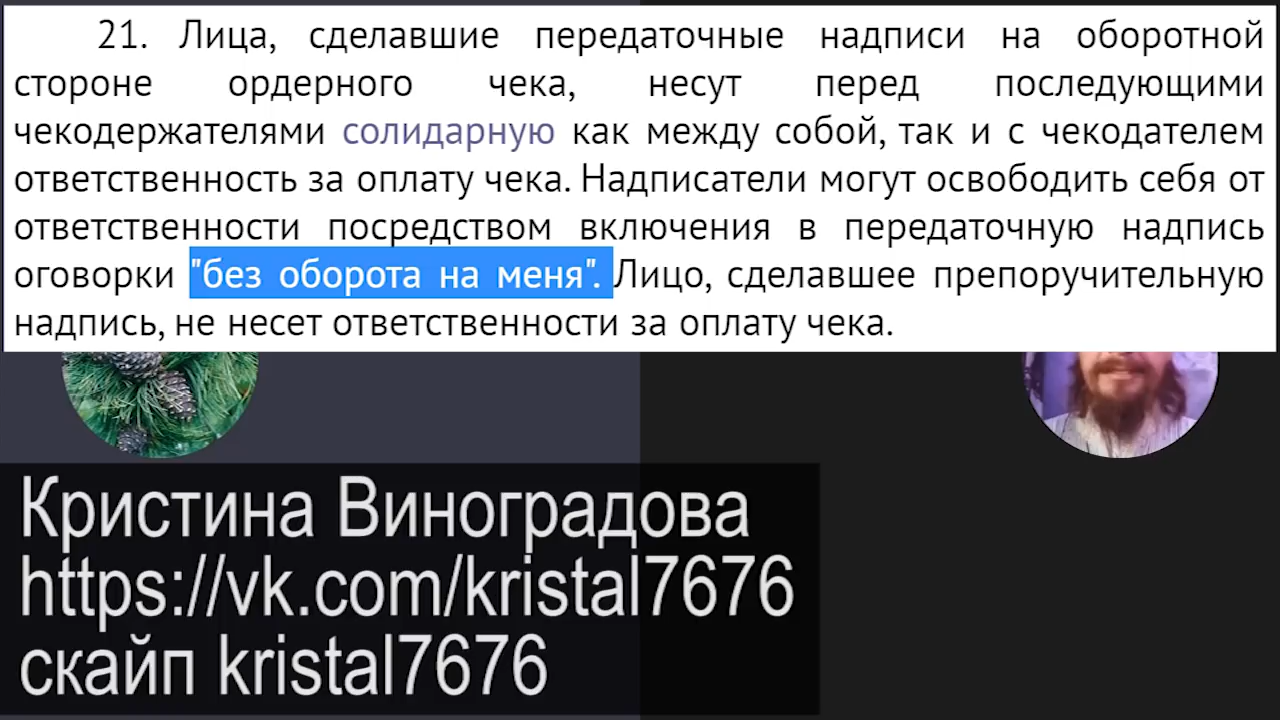 21. Лица, сделавшие передаточные надписи на оборотной
стороне ордерного чека, несут перед последующими
чекодержателями солидарную как между собой, так и с чекодателем
ответственность за оплату чека. Надписатели могут освободить себя от
ответственности посредством включения в передаточную надпись
оговорки "без оборота на меня". Лицо, сделавшее препоручительную
надпись, не несет ответственности за оплату чека.
Кристина Виноградова
https://vk.com/kristal7676
скайп kristal7676